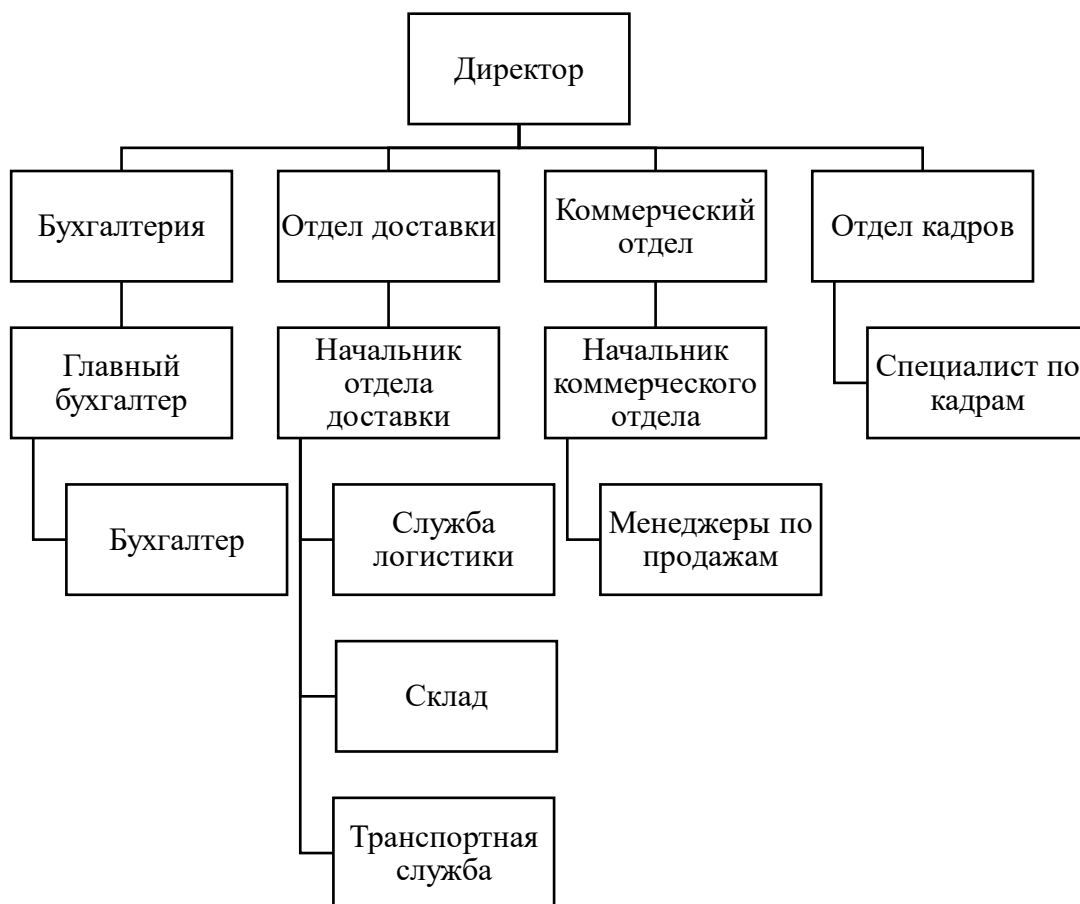 Директор
Бухгалтерия
Отдел доставки
Коммерческий
отдел
Отдел кадров
Главный
бухгалтер
Начальник
отдела
доставки
Начальник
коммерческого
отдела
Специалист по
кадрам
Бухгалтер
Служба
логистики
Менеджеры по
продажам
Склад
Транспортная
служба